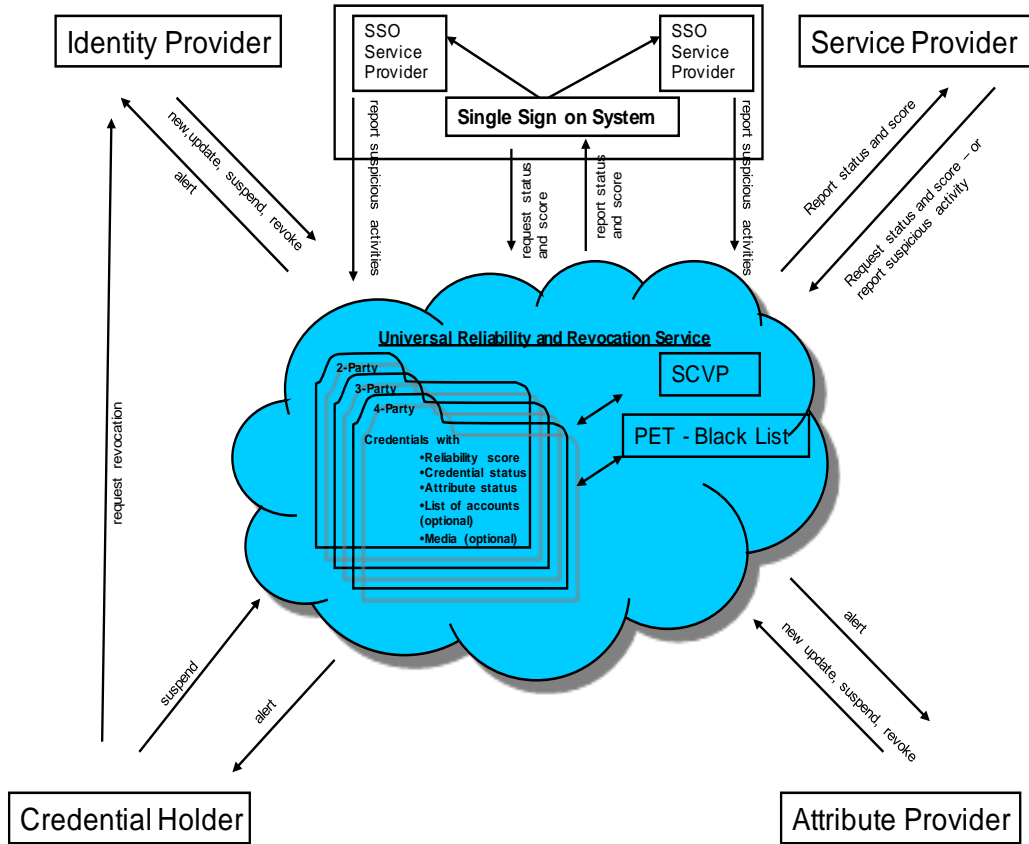 Identity Provider
SSO
Service
Provider
SSO
Service
Provider
Service Provider
Single Sign on System
new,update, suspend, revoke
alert
report suspicious activities
request status
and score
report status
and score
report suspicious activities
Report status and score
Request status and score – or
report suspicious activity
request revocation
Universal Reliability and Revocation Service
2-Party
3-Party
4-Party
Credentials with
•Reliability score
•Credential status
•Attribute status
•List of accounts
(optional)
•Media (optional)
SCVP
PET - Black List
suspend
alert
alert
new update, suspend, revoke
Credential Holder
Attribute Provider